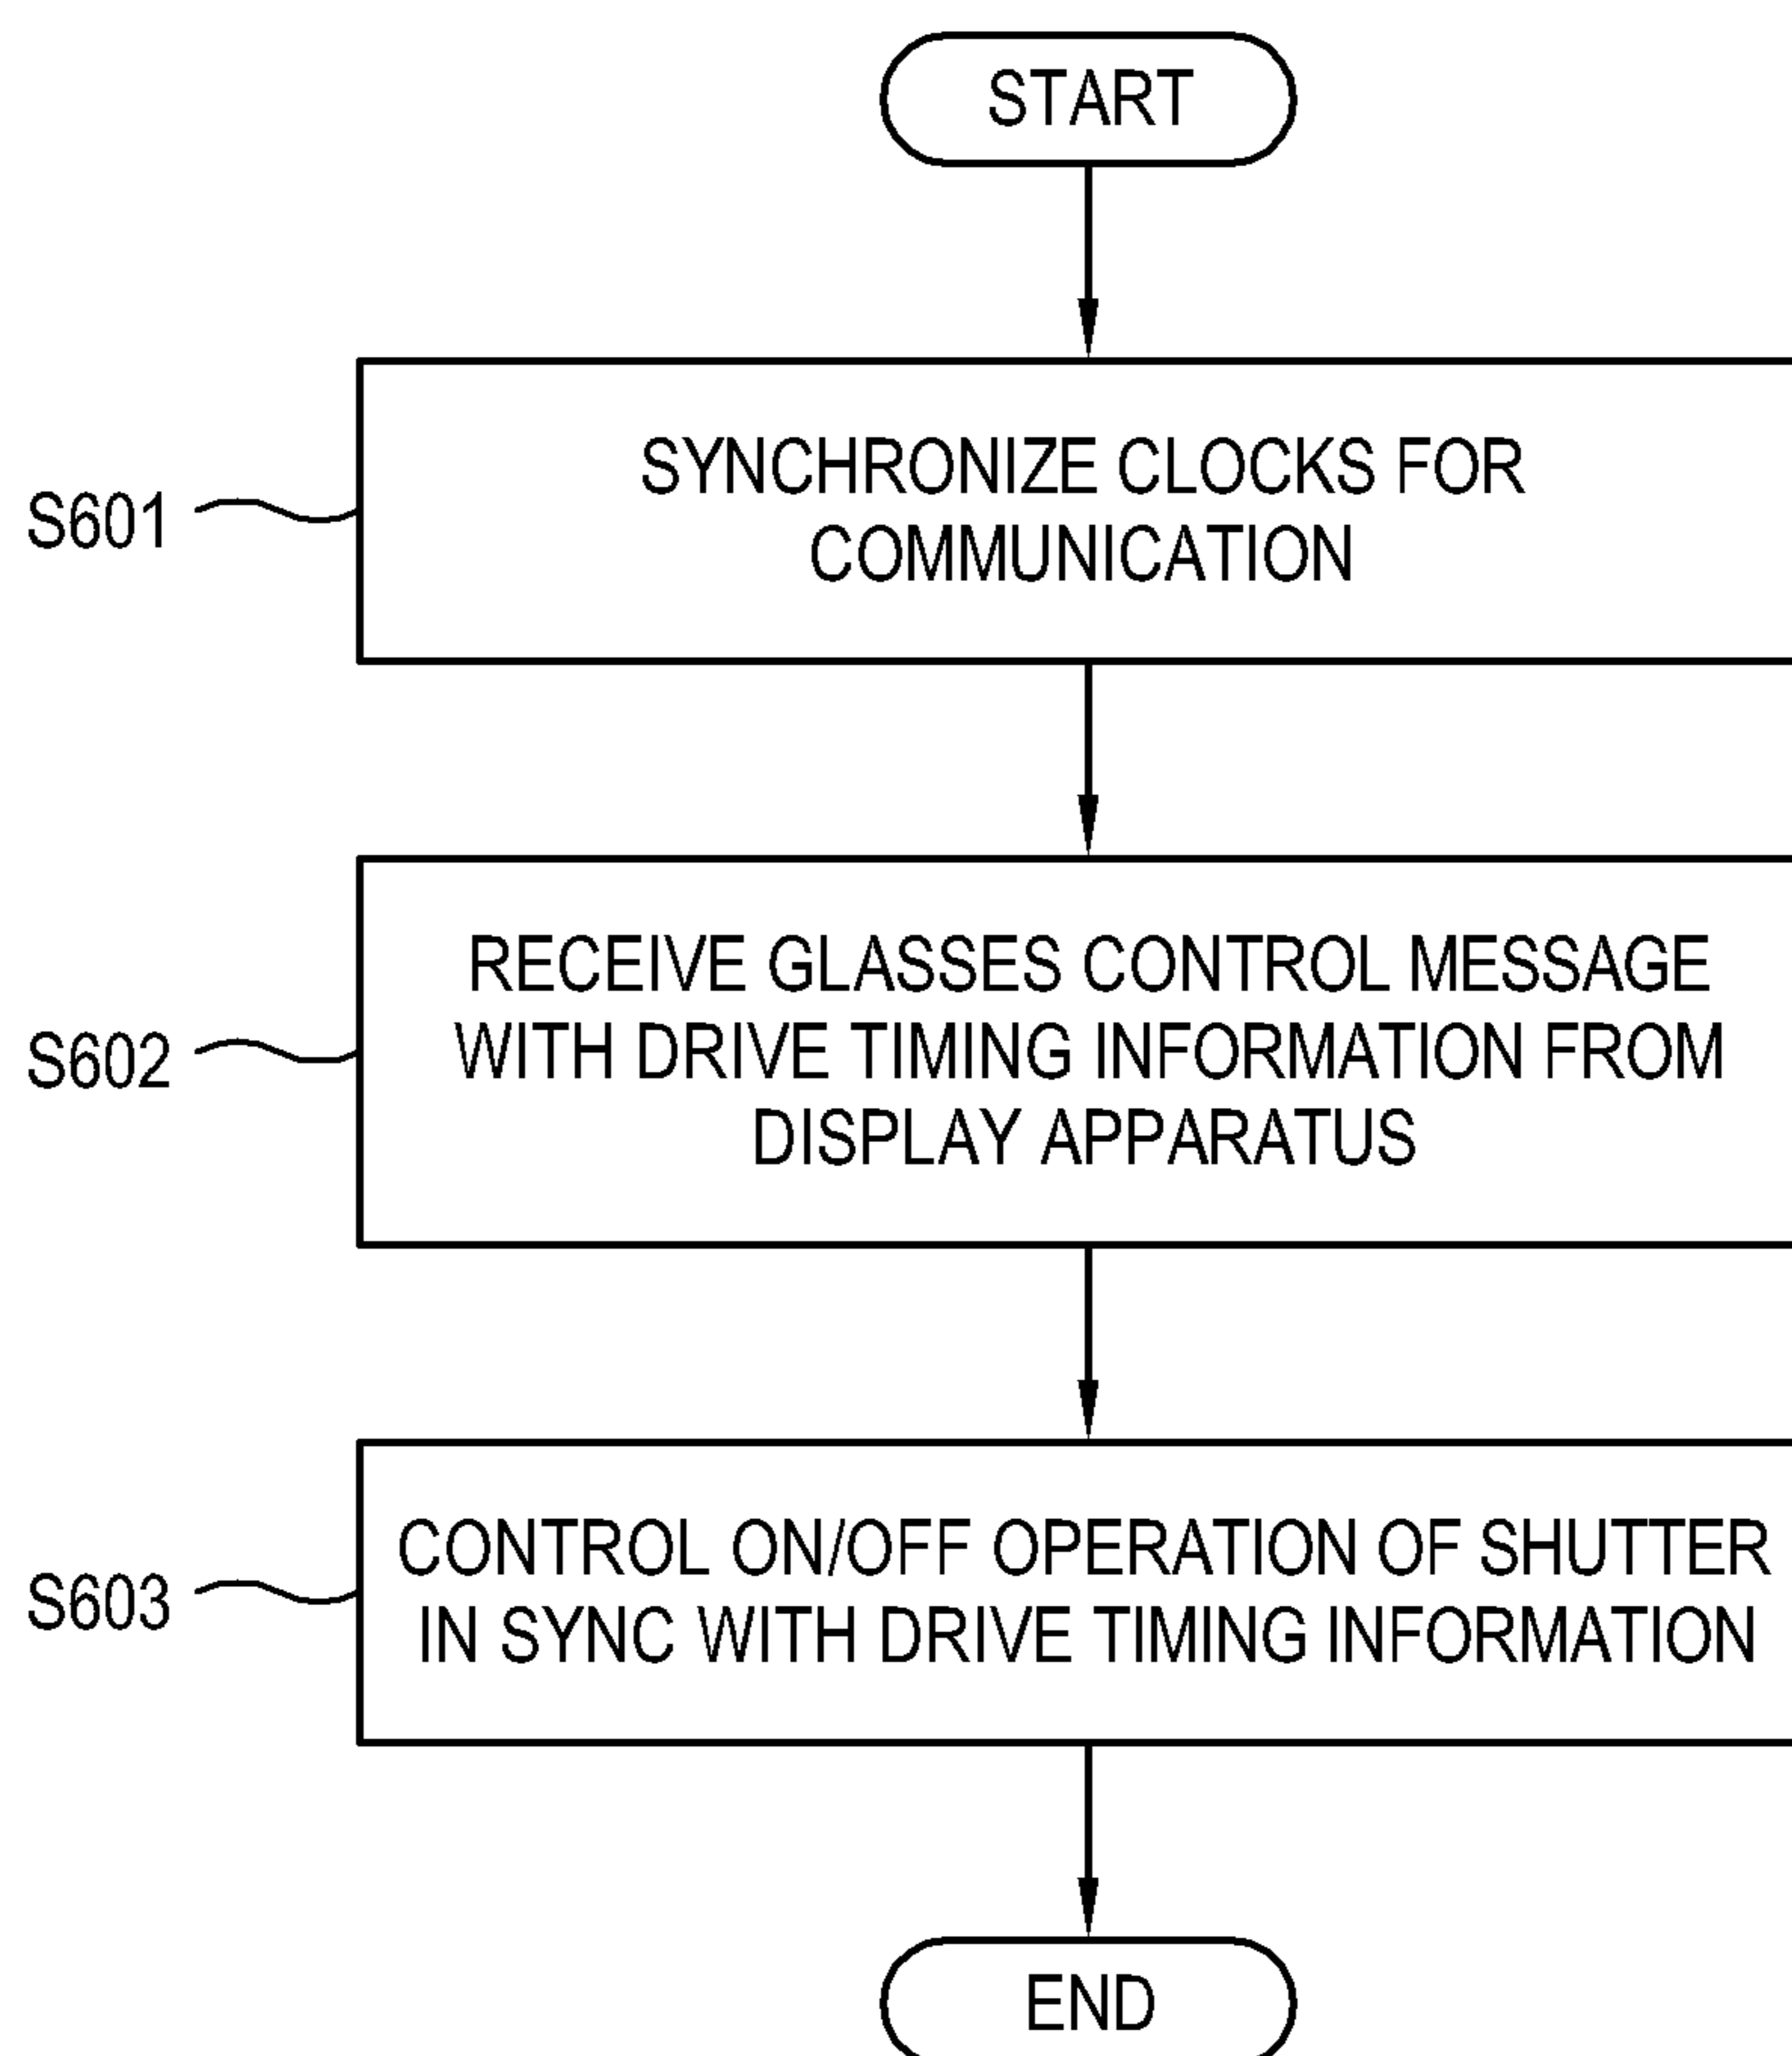 START
S601
SYNCHRONIZE CLOCKS FOR
COMMUNICATION
S602
RECEIVE GLASSES CONTROL MESSAGE
WITH DRIVE TIMING INFORMATION FROM
DISPLAY APPARATUS
S603
CONTROL ON/OFF OPERATION OF SHUTTER
IN SYNC WITH DRIVE TIMING INFORMATION
END